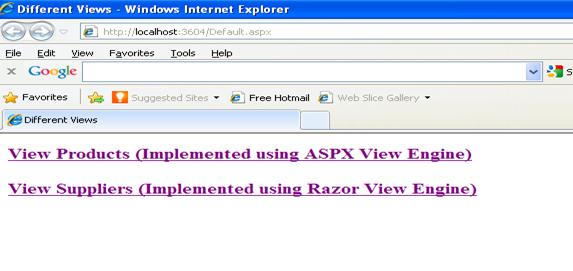 Different Views - Windows Internet Explorer
http://localhost:3604/Default.aspx
File Edit View Favorites Tools Help
× Google S
Favorites Suggested Sites Free Hotmail Web Slice Gallery
Different Views
View Products (Implemented using ASPX View Engine)
View Suppliers (Implemented using Razor View Engine)